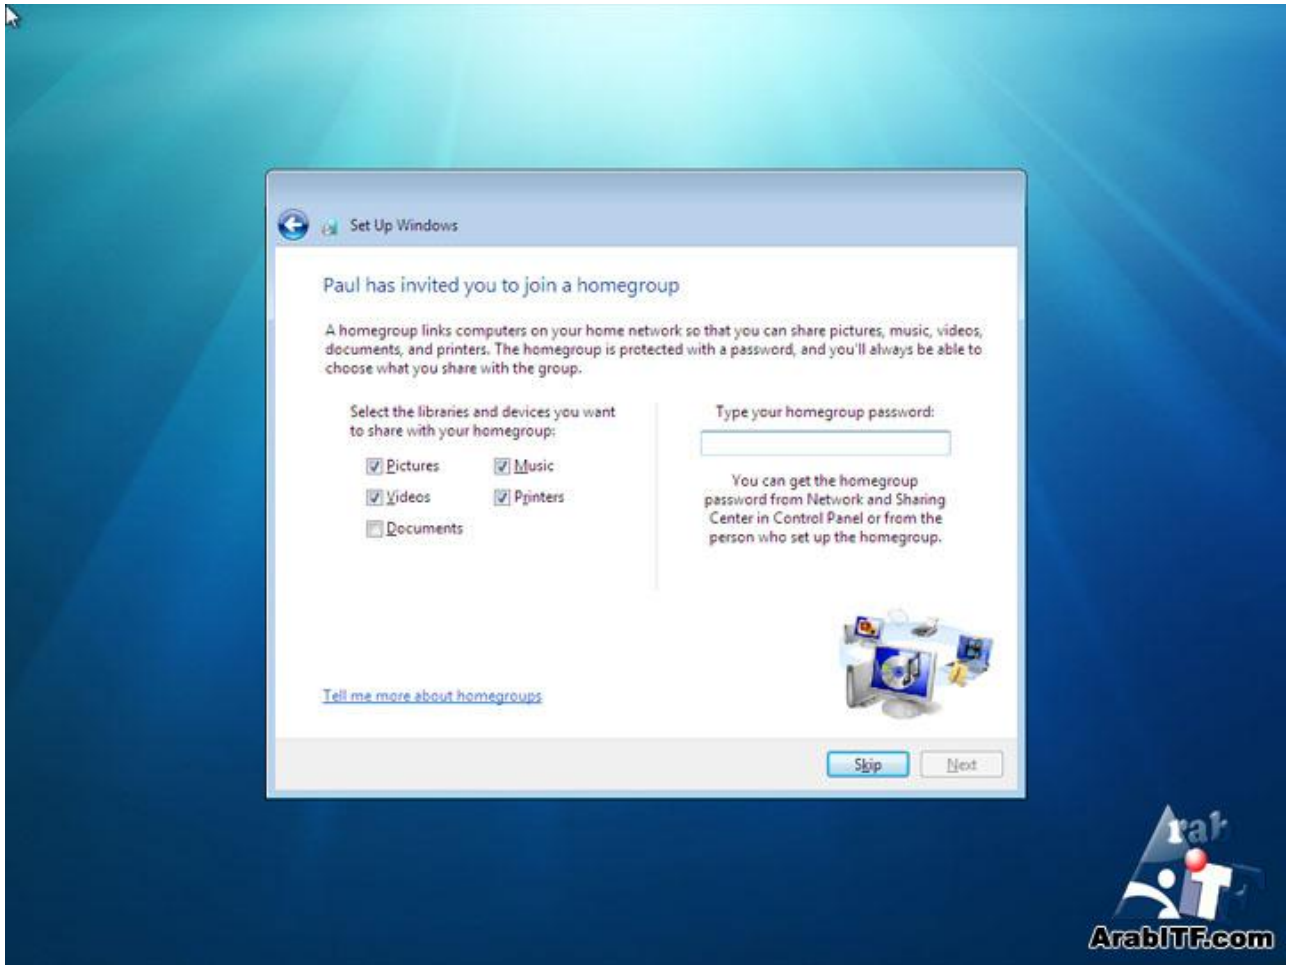 Set Up Windows
Paul has invited you to join a homegroup
A homegroup links computers on your home network so that you can share pictures, music, videos,
documents, and printers. The homegroup is protected with a password, and you'll always be able to
choose what you share with the group.
Select the libraries and devices you want
to share with your homegroup:
Pictures
Music
Videos
Printers
Documents
Type your homegroup password:
You can get the homegroup
password from Network and Sharing
Center in Control Panel or from the
person who set up the homegroup.
Tell me more about homegroups
Skip
Next
Arab
iTF
ArabITF.com